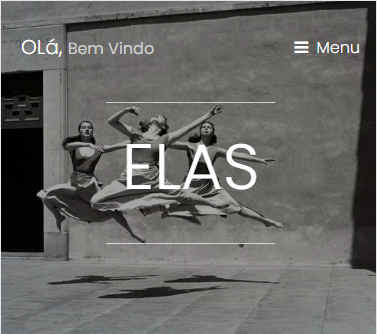 OLá, Bem Vindo
Menu
ELAS